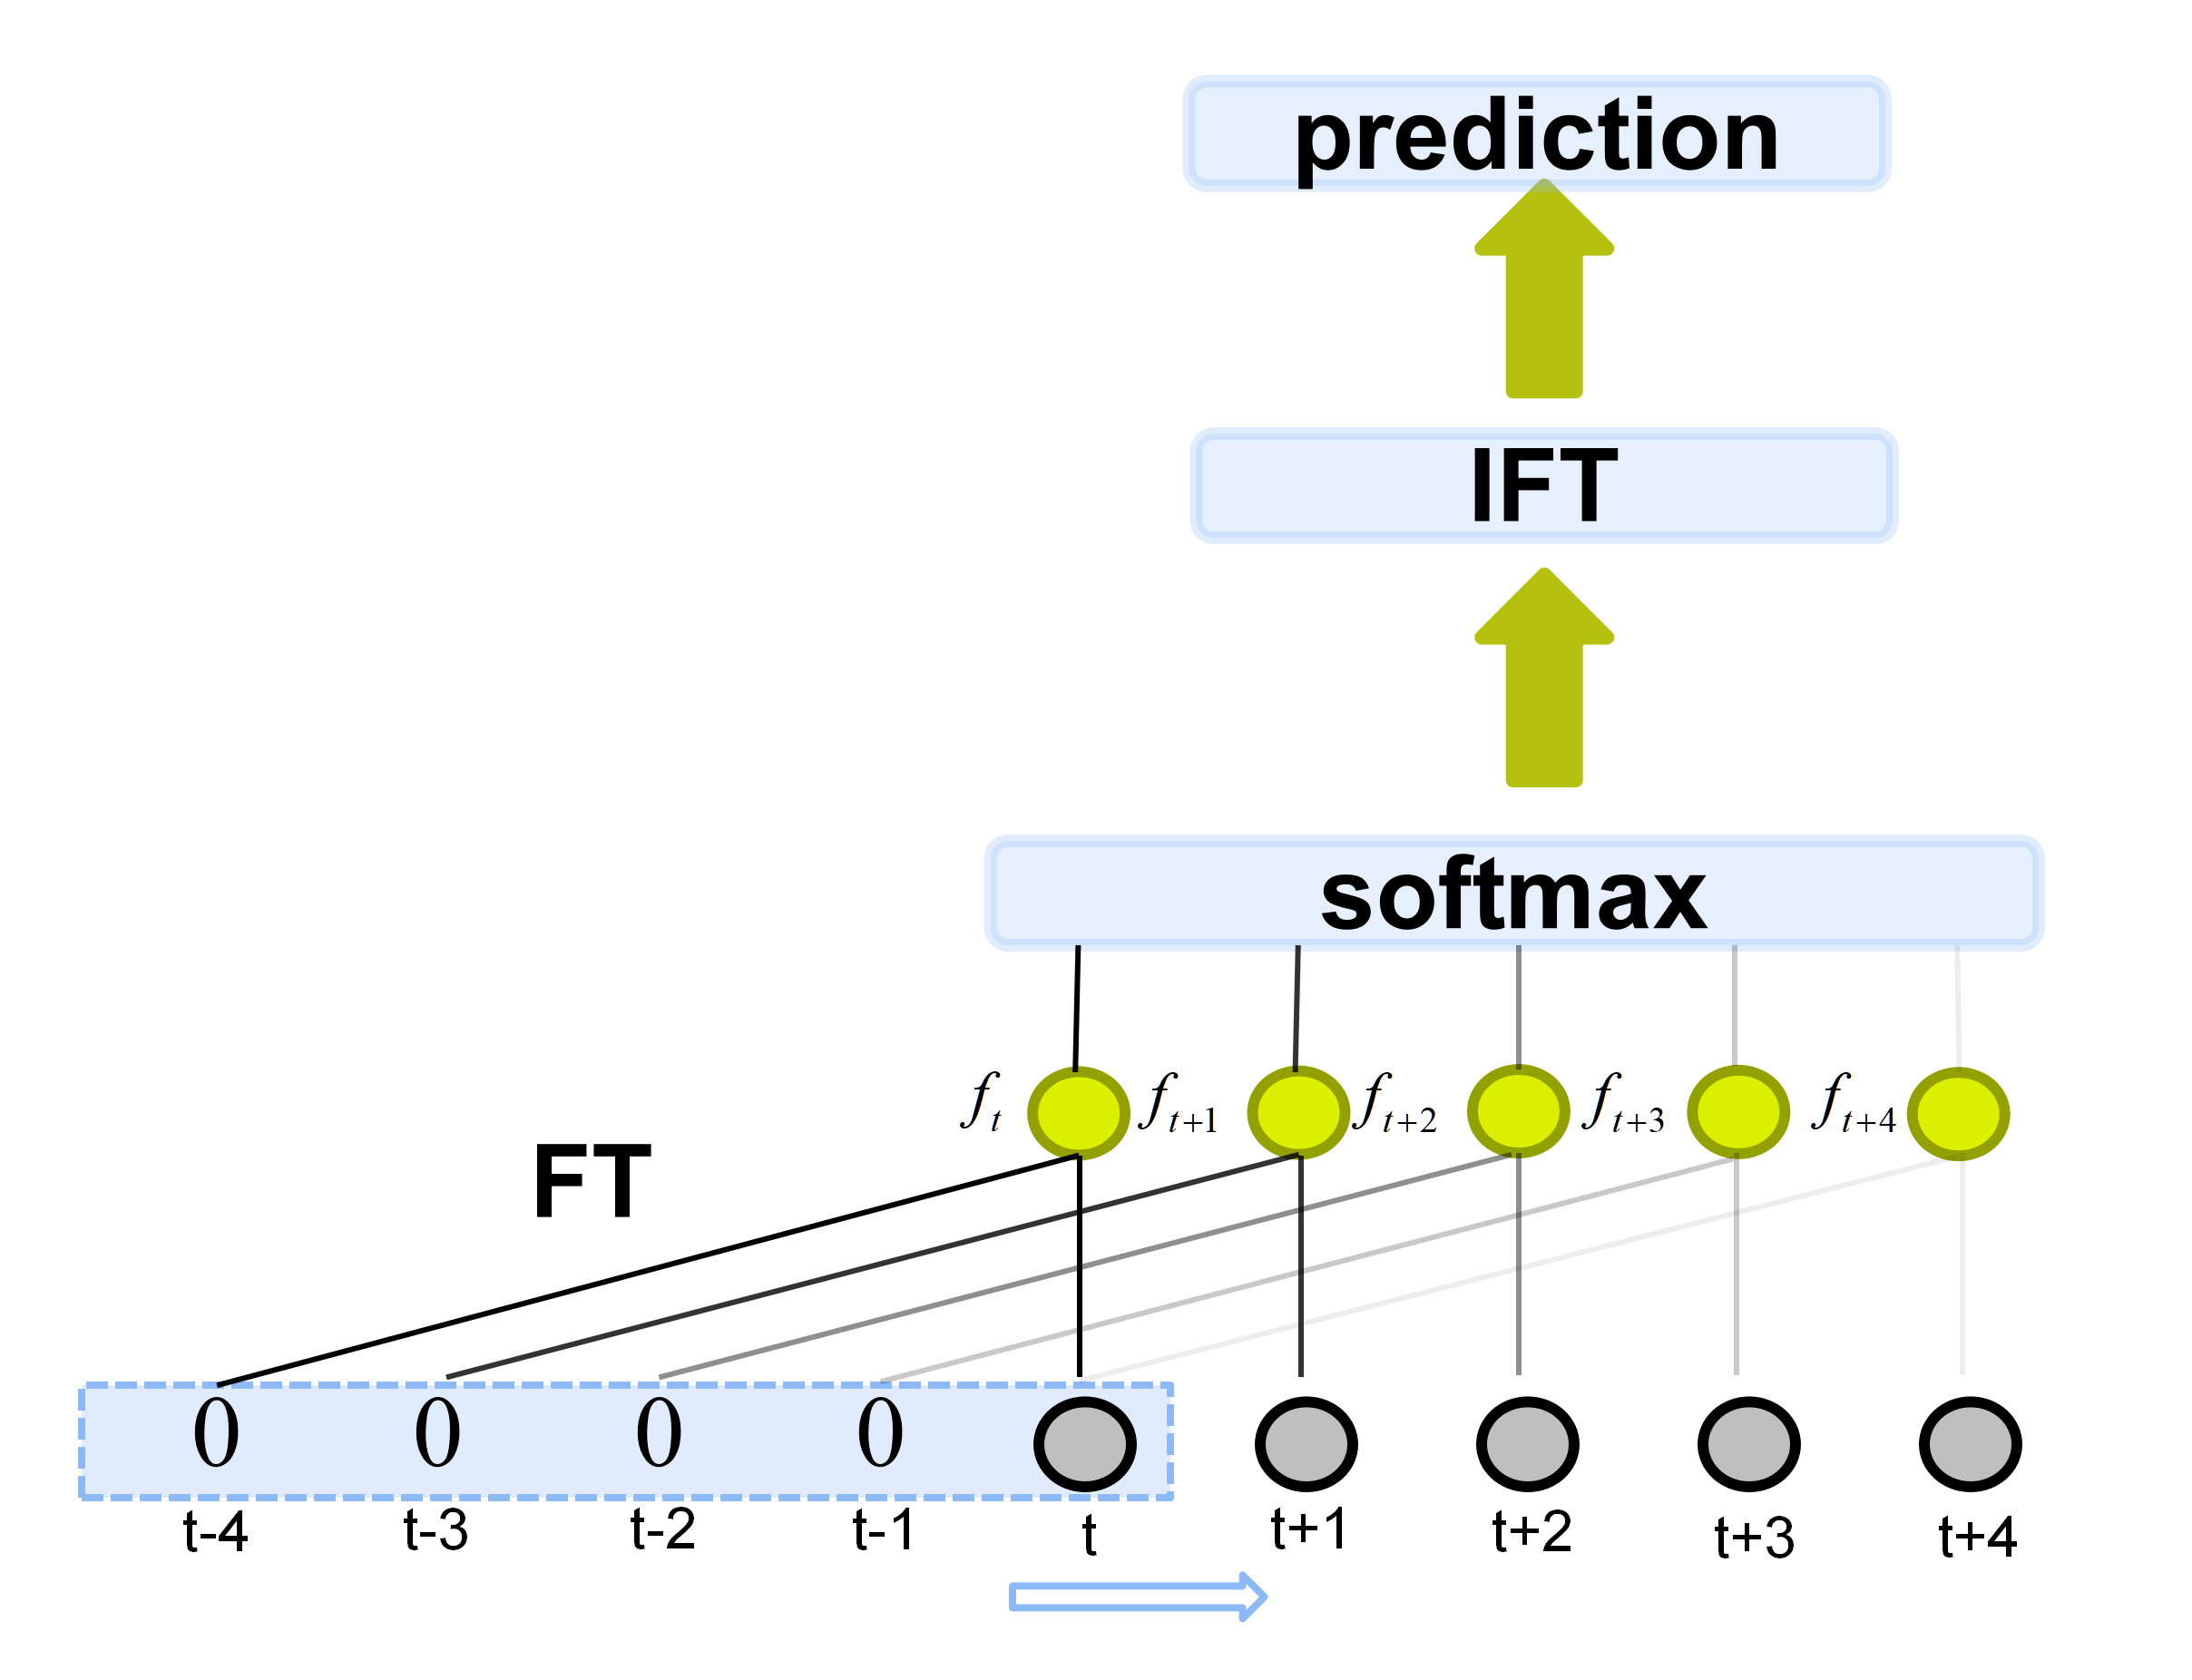 prediction
IFT
softmax
f_t f_{t+1} f_{t+2} f_{t+3} f_{t+4}
FT
0 0 0 0
t-4 t-3 t-2 t-1 t t+1 t+2 t+3 t+4